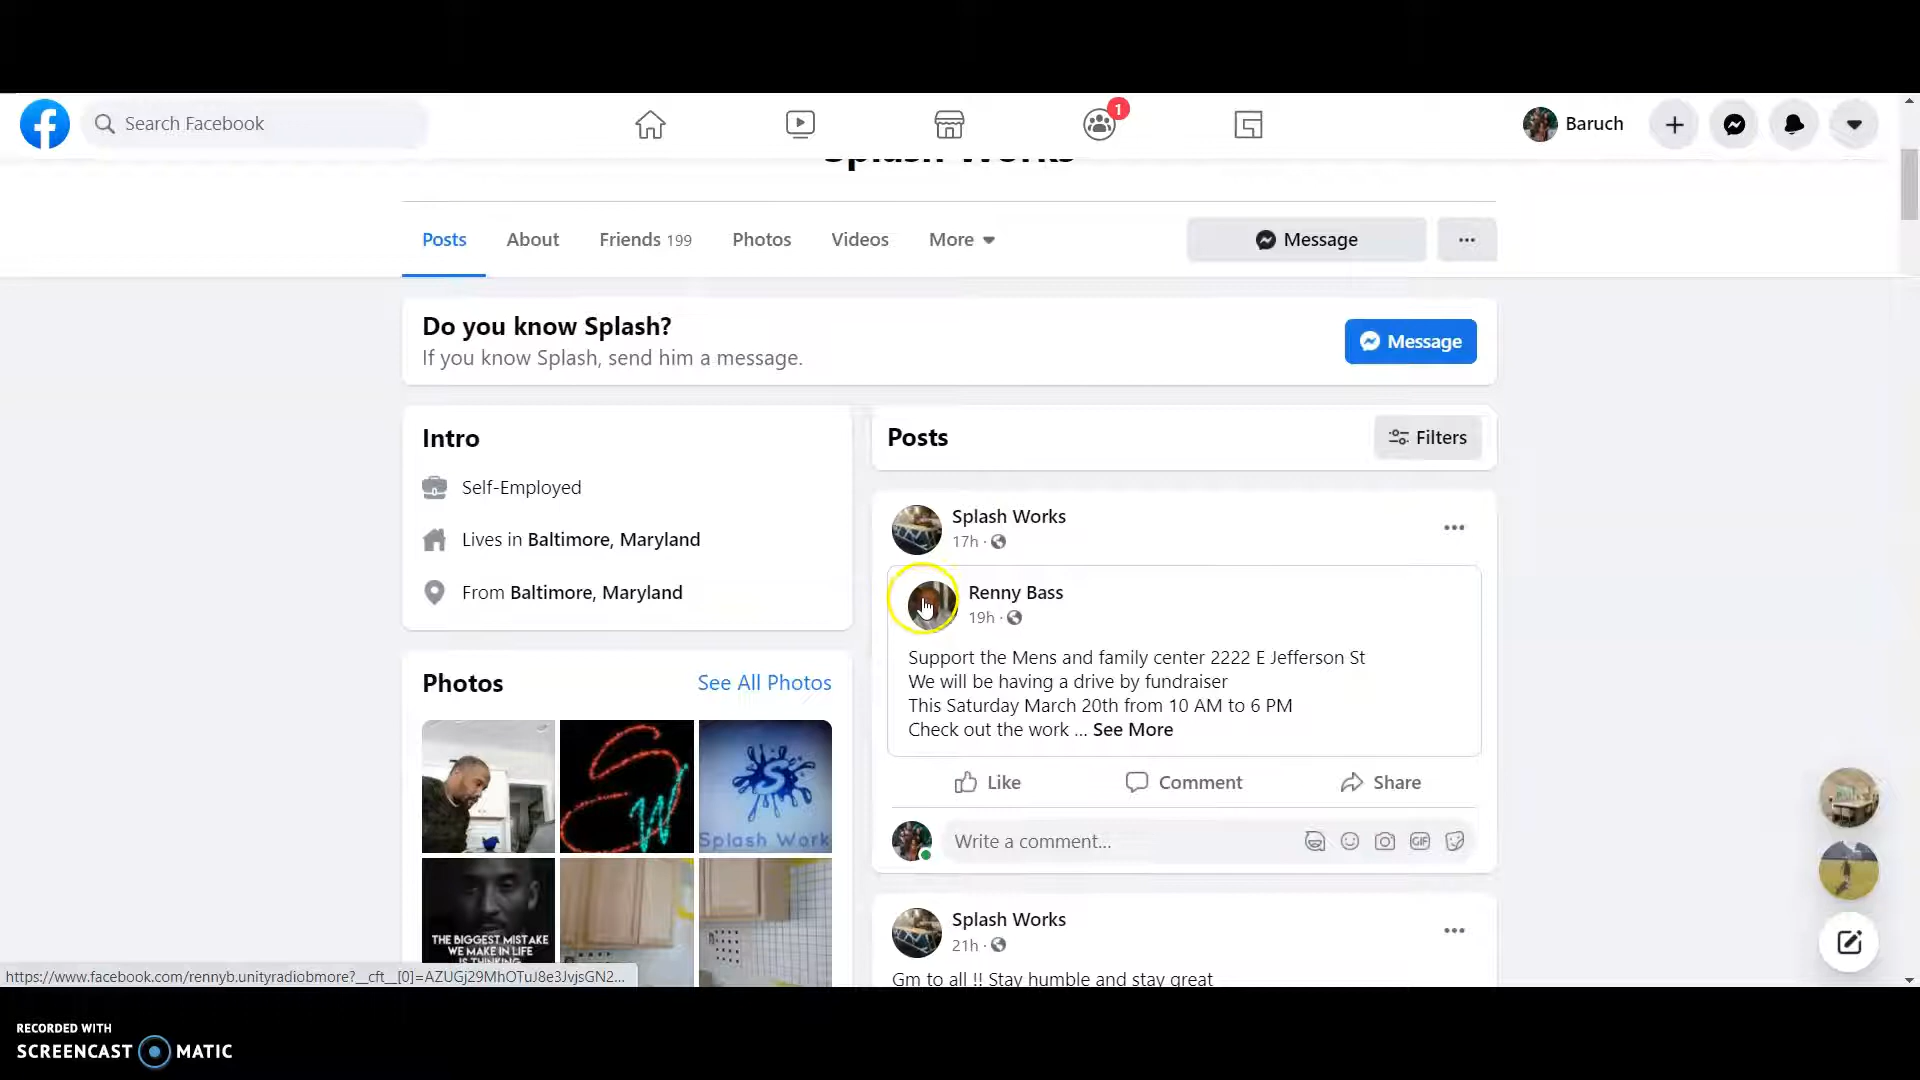 Search Facebook
1
Baruch
Splash Works
Posts
About
Friends 199
Photos
Videos
More
Message
Do you know Splash?
If you know Splash, send him a message.
Message
Intro
Self-Employed
Lives in Baltimore, Maryland
From Baltimore, Maryland
Photos
See All Photos
SW
S
Splash Work
THE BIGGEST MISTAKE
WE MAKE IN LIFE
IS THINKING
Posts
Filters
Splash Works
17h ·
Renny Bass
19h ·
Support the Mens and family center 2222 E Jefferson St
We will be having a drive by fundraiser
This Saturday March 20th from 10 AM to 6 PM
Check out the work ... See More
Like
Comment
Share
Write a comment...
GIF
Splash Works
21h ·
Gm to all !! Stay humble and stay great
https://www.facebook.com/rennyb.unityradiobmore?__cft__[0]=AZUGj29MhOTuJ8e3JvjsGN2...
RECORDED WITH
SCREENCAST MATIC